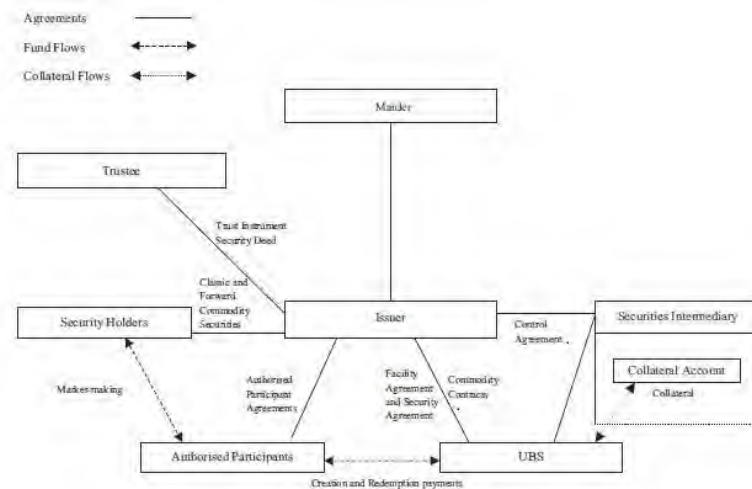 Agreements
Fund Flows
Collateral Flows
Manager
Trustee
Trust Instrument
Security Deed
Classic and
Forward
Commodity
Securities
Security Holders
Issuer
Securities Intermediary
Control
Agreement
Collateral Account
Collateral
Market-making
Authorised
Participant
Agreements
Facility
Agreement
and Security
Agreement
Commodity
Contracts
Authorised Participants
UBS
Creation and Redemption payments